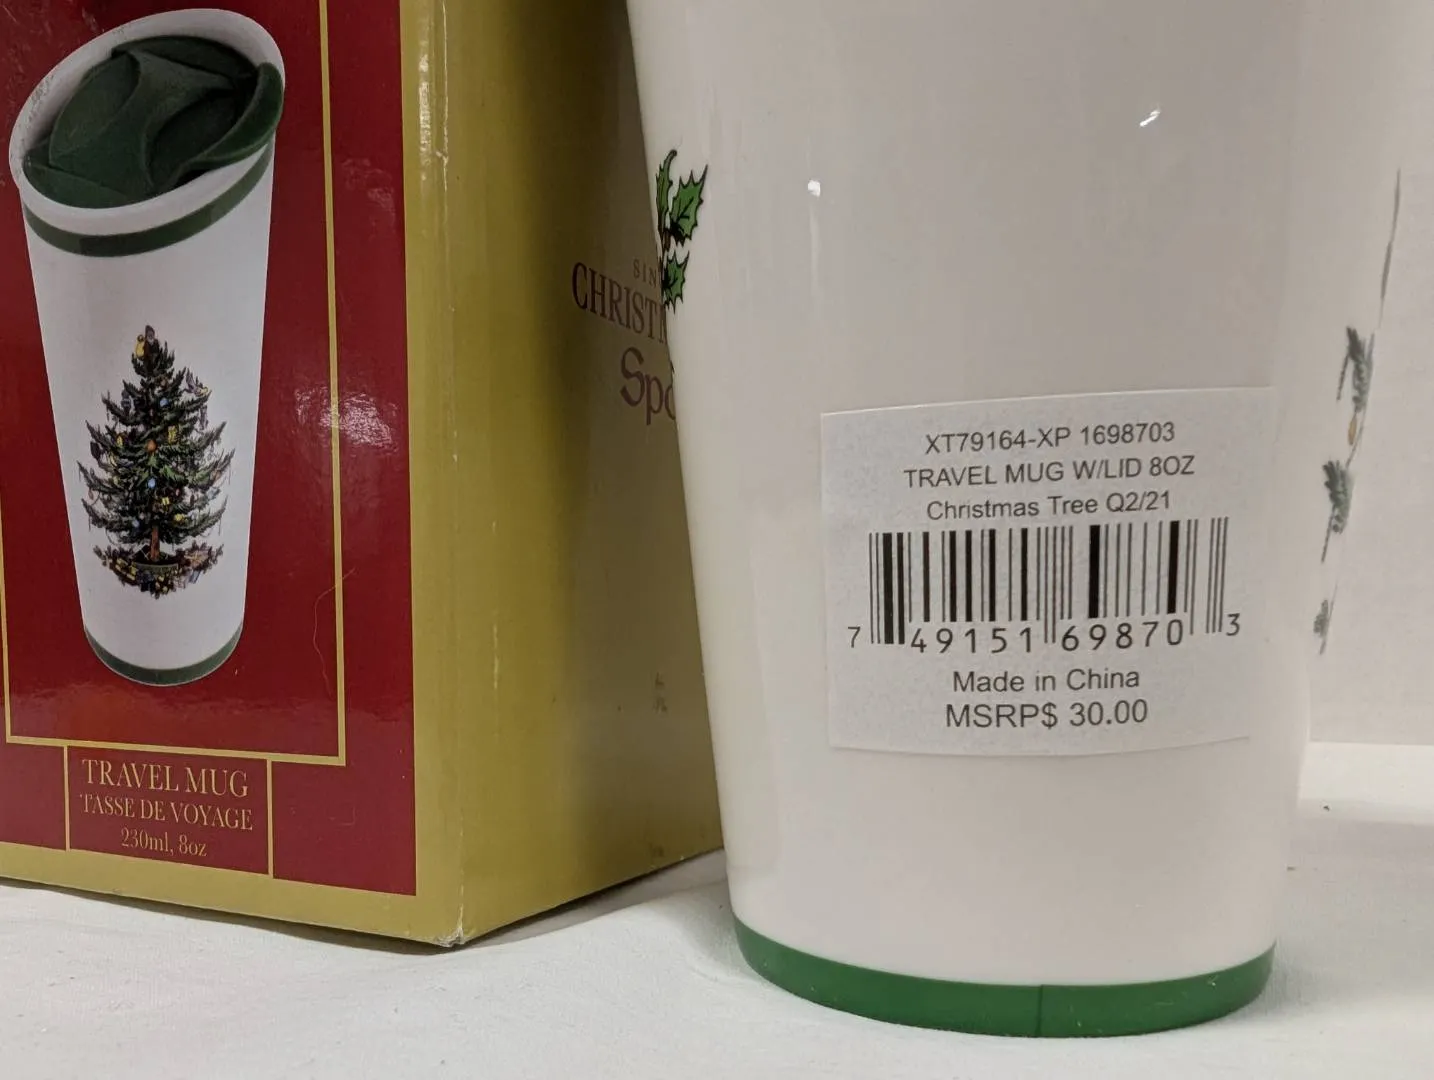 TRAVEL MUG
TASSE DE VOYAGE
230ml, 8oz
XT79164-XP 1698703
TRAVEL MUG W/LID 8OZ
Christmas Tree Q2/21
7 49151 69870 3
Made in China
MSRP$ 30.00